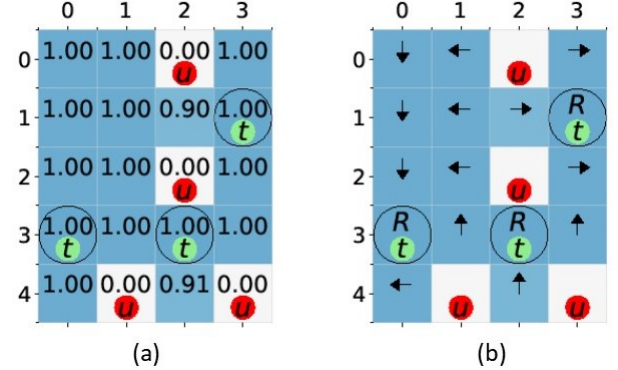 0 1 2 3
0 1.00 1.00 0.00 1.00
u
1 1.00 1.00 0.90 1.00
t
2 1.00 1.00 0.00 1.00
u
3 1.00 1.00 1.00 1.00
t t
4 1.00 0.00 0.91 0.00
u u
(a)
0 1 2 3
0 u
1 R
t
2 u
3 R R
t t
4 u u
(b)